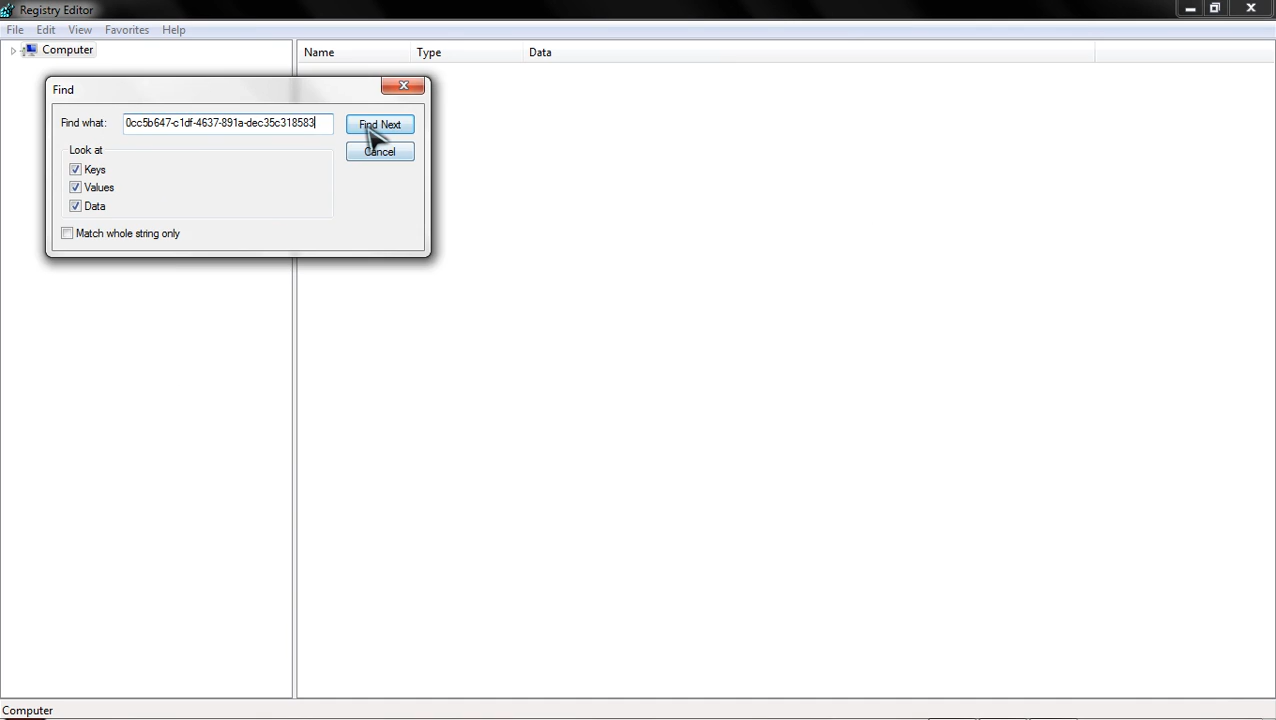 Registry Editor
File Edit View Favorites Help
Computer
Name Type Data
Find
Find what: 0cc5b647-c1df-4637-891a-dec35c318583
Find Next
Look at
Cancel
Keys
Values
Data
Match whole string only
Computer